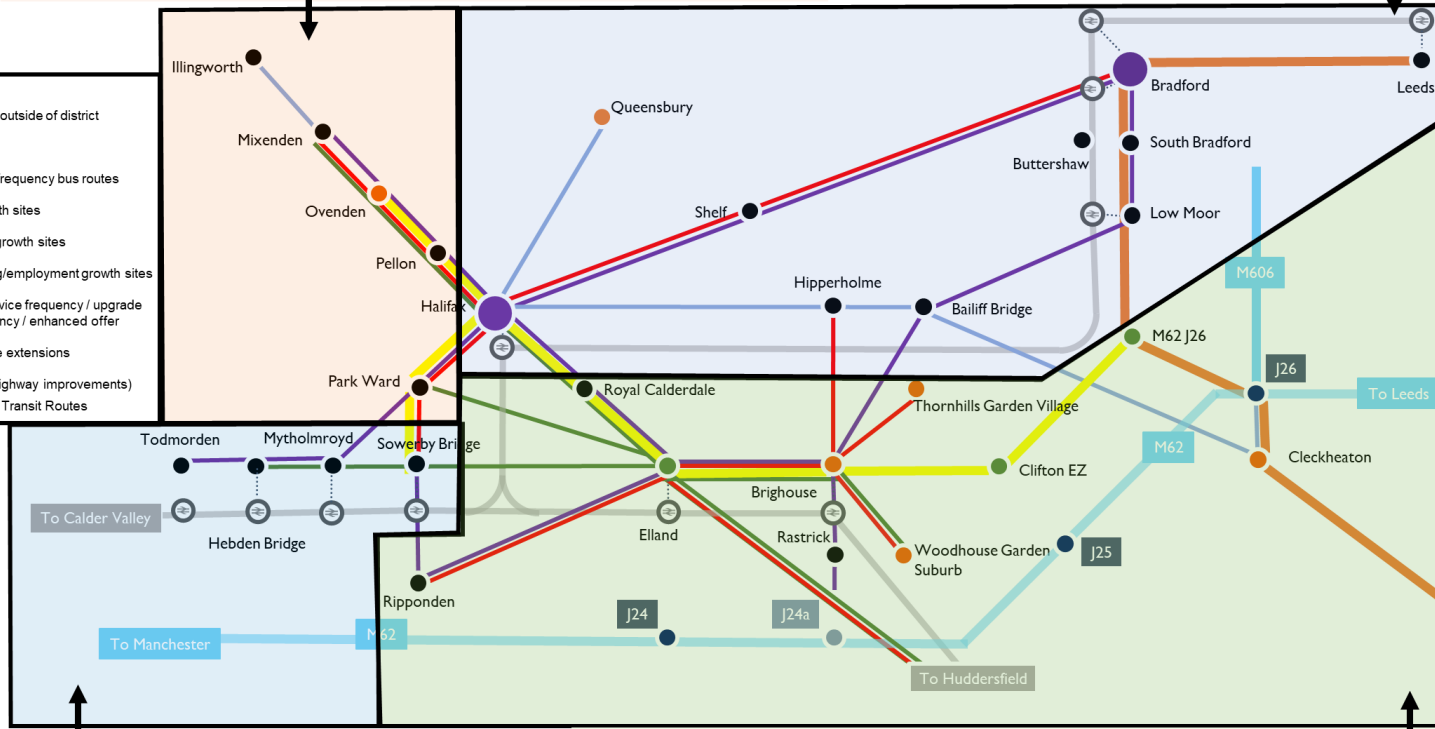 outside of district
requency bus routes
th sites
growth sites
g/employment growth sites
vice frequency / upgrade
ncy / enhanced offer
e extensions
ighway improvements)
Transit Routes
Illingworth
Mixenden
Ovenden
Pellon
Halifax
Park Ward
Queensbury
Shelf
Hipperholme
Bailiff Bridge
Bradford
Leeds
South Bradford
Buttershaw
Low Moor
M606
M62 J26
J26
To Leeds
M62
Cleckheaton
Royal Calderdale
Thornhills Garden Village
Todmorden
Mytholmroyd
Sowerby Bridge
Brighouse
Clifton EZ
To Calder Valley
Hebden Bridge
Elland
Rastrick
Woodhouse Garden
Suburb
J25
Ripponden
J24
J24a
To Manchester
M62
To Huddersfield